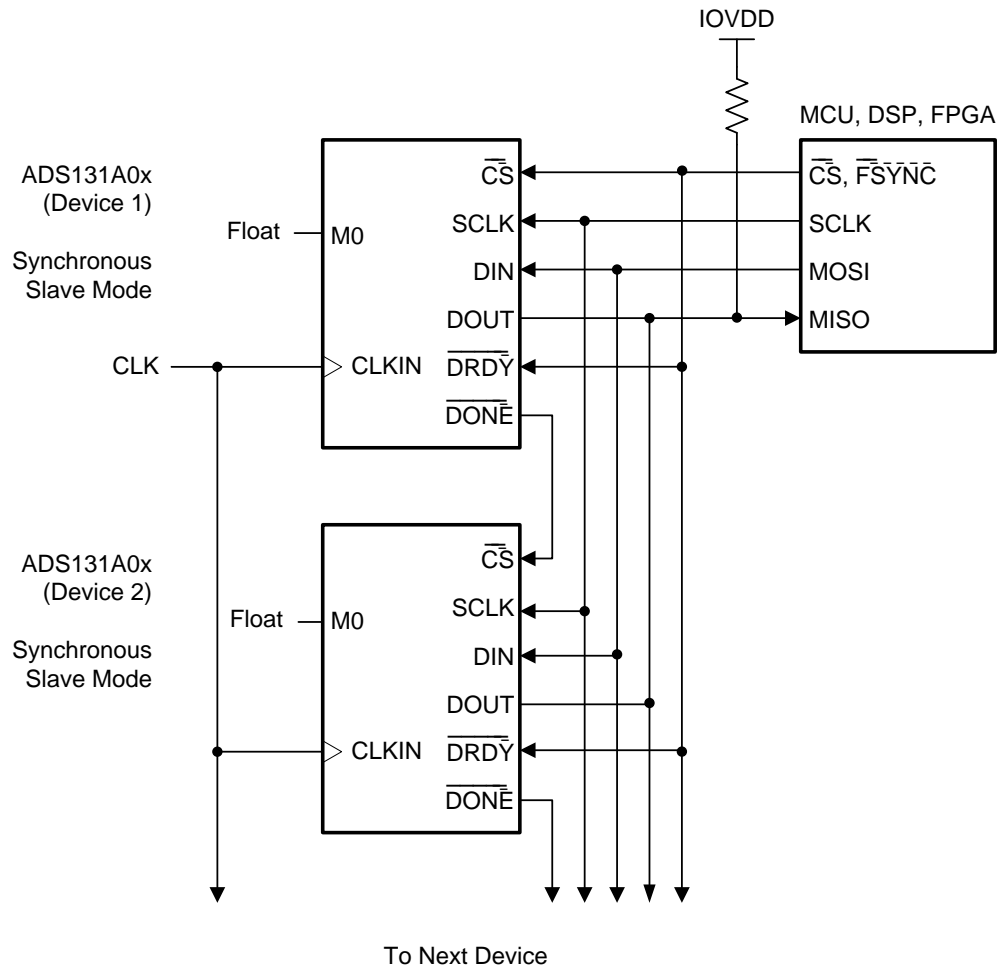 IOVDD
MCU, DSP, FPGA
ADS131A0x
(Device 1)
Synchronous
Slave Mode
Float
M0
CLK
CLKIN
CS
SCLK
DIN
DOUT
DRDY
DONE
CS, FSYNC
SCLK
MOSI
MISO
ADS131A0x
(Device 2)
Synchronous
Slave Mode
Float
M0
CLKIN
CS
SCLK
DIN
DOUT
DRDY
DONE
To Next Device